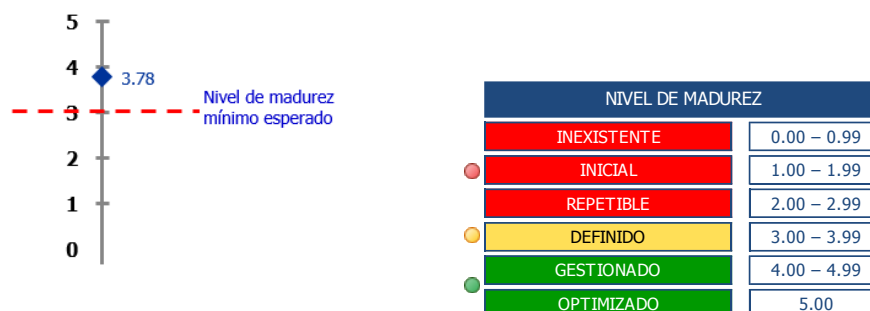 5
4
3.78
3
Nivel de madurez
mínimo esperado
2
1
0
NIVEL DE MADUREZ
INEXISTENTE 0.00 – 0.99
INICIAL 1.00 – 1.99
REPETIBLE 2.00 – 2.99
DEFINIDO 3.00 – 3.99
GESTIONADO 4.00 – 4.99
OPTIMIZADO 5.00